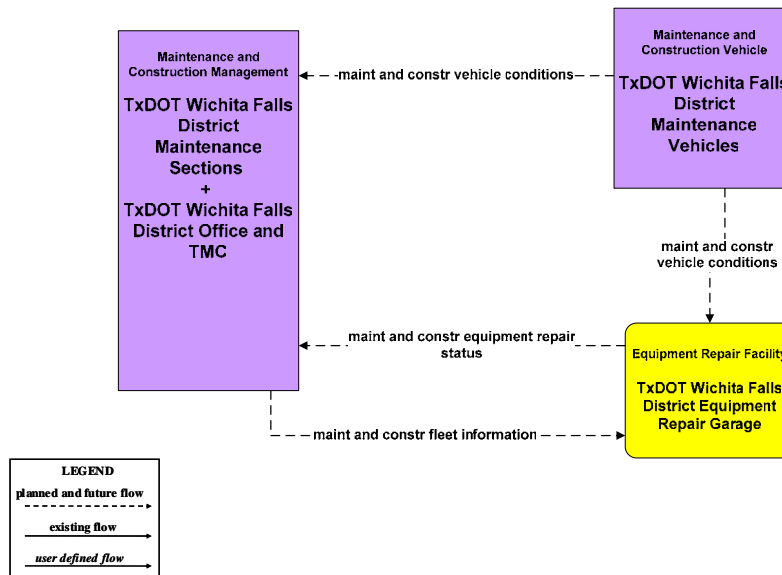 Maintenance and
Construction Management
TxDOT Wichita Falls
District
Maintenance
Sections
+
TxDOT Wichita Falls
District Office and
TMC
maint and constr vehicle conditions
Maintenance and
Construction Vehicle
TxDOT Wichita Falls
District
Maintenance
Vehicles
maint and constr
vehicle conditions
maint and constr equipment repair
status
Equipment Repair Facility
TxDOT Wichita Falls
District Equipment
Repair Garage
maint and constr fleet information
LEGEND
planned and future flow
existing flow
user defined flow